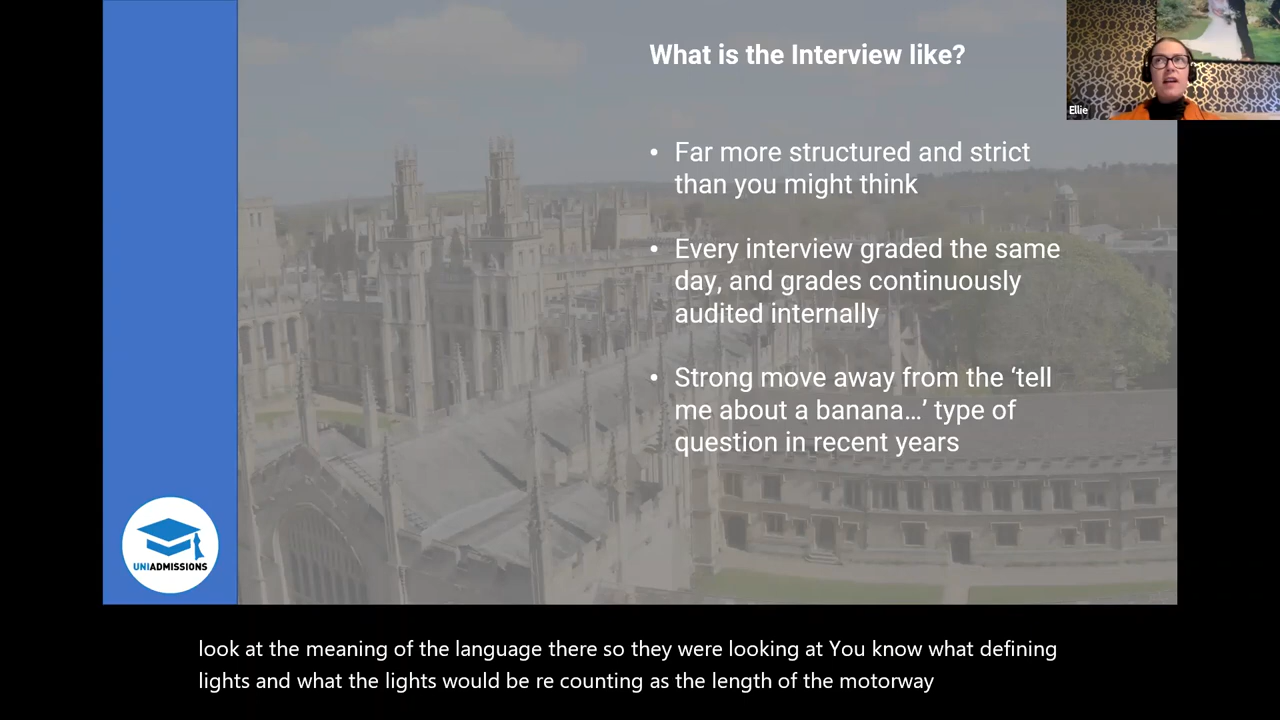 What is the Interview like?
Ellie
• Far more structured and strict
than you might think
• Every interview graded the same
day, and grades continuously
audited internally
• Strong move away from the ‘tell
me about a banana…’ type of
question in recent years
UNIADMISSIONS
look at the meaning of the language there so they were looking at You know what defining
lights and what the lights would be re counting as the length of the motorway